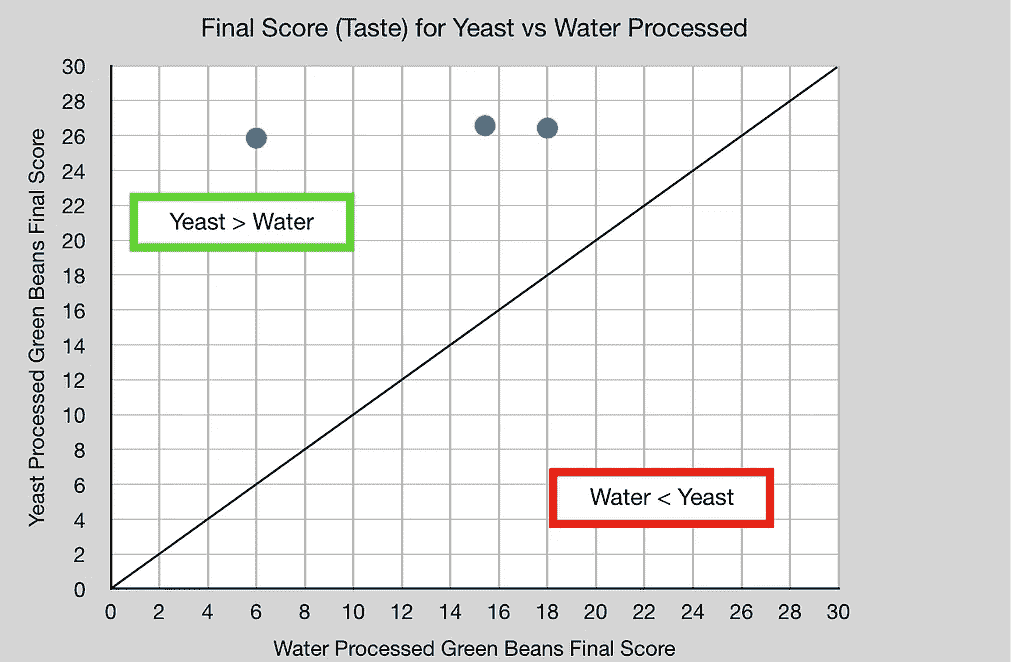 Final Score (Taste) for Yeast vs Water Processed
Yeast Processed Green Beans Final Score
30
28
26
24
22
20
18
16
14
12
10
8
6
4
2
0
Yeast > Water
Water < Yeast
0 2 4 6 8 10 12 14 16 18 20 22 24 26 28 30
Water Processed Green Beans Final Score